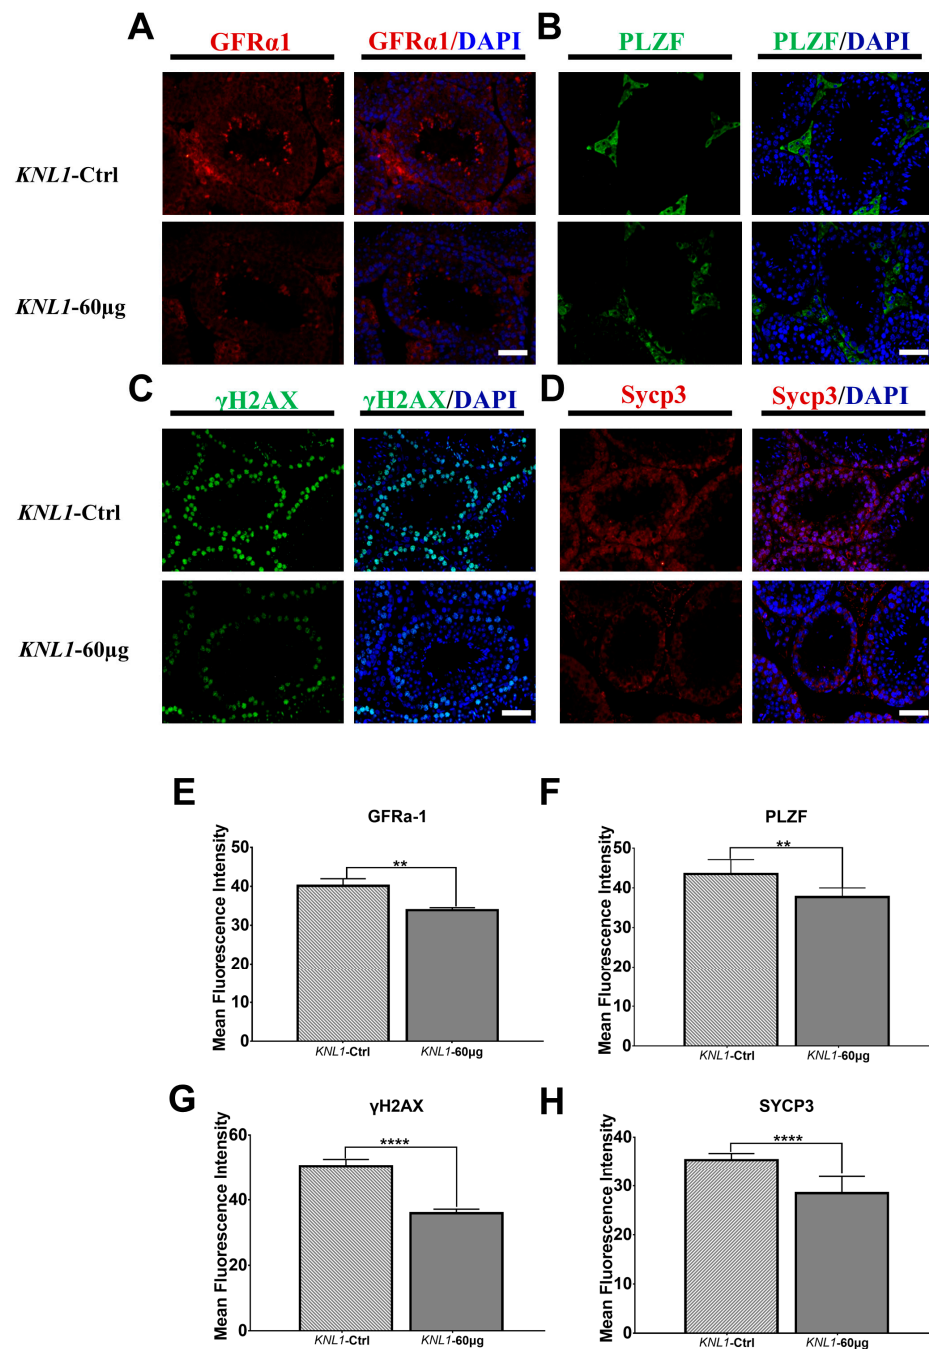 A
GFRα1
GFRα1/DAPI
B
PLZF
PLZF/DAPI
KNL1-Ctrl
KNL1-60μg
C
γH2AX
γH2AX/DAPI
D
Sycp3
Sycp3/DAPI
KNL1-Ctrl
KNL1-60μg
E
GFRa-1
Mean Fluorescence Intensity
50
40
30
20
10
0
**
KNL1-Ctrl
KNL1-60μg
F
PLZF
Mean Fluorescence Intensity
50
40
30
20
10
0
**
KNL1-Ctrl
KNL1-60μg
G
γH2AX
Mean Fluorescence Intensity
60
40
20
0
****
KNL1-Ctrl
KNL1-60μg
H
SYCP3
Mean Fluorescence Intensity
40
30
20
10
0
****
KNL1-Ctrl
KNL1-60μg